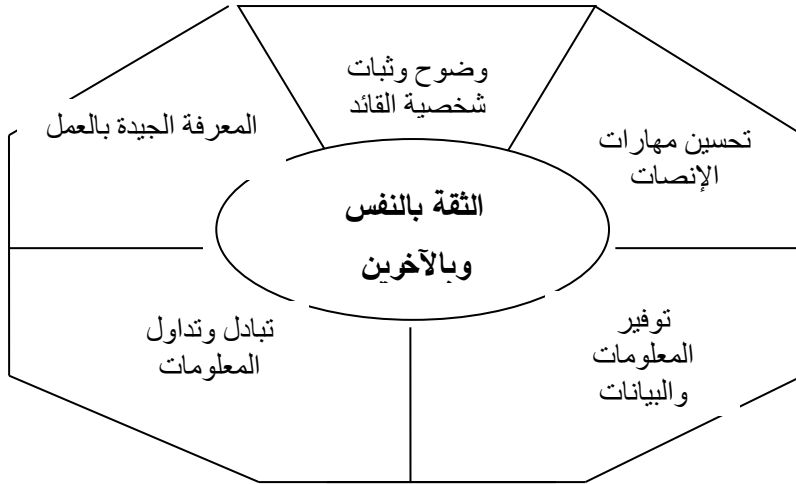 وضوح وثبات
شخصية القائد
تحسين مهارات
الإنصات
المعرفة الجيدة بالعمل
الثقة بالنفس
وبالآخرين
توفير
المعلومات
والبيانات
تبادل وتداول
المعلومات